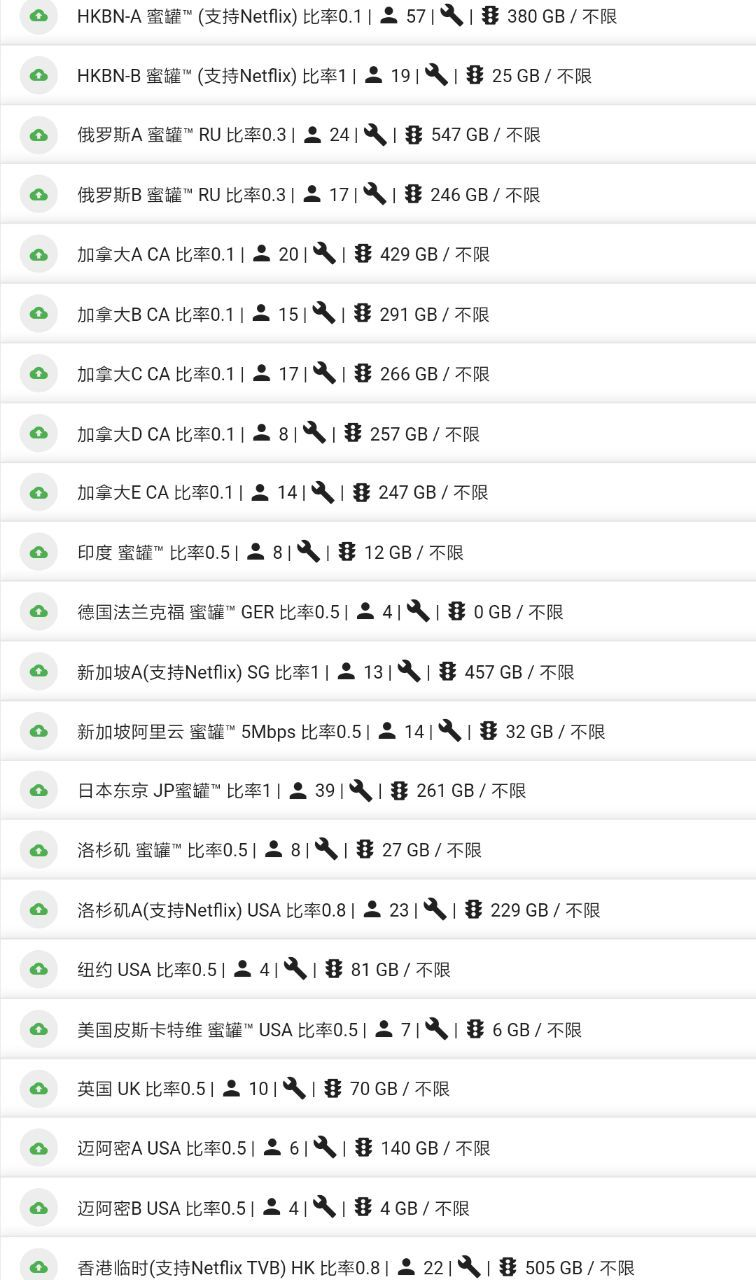 HKBN-A 蜜罐™ (支持Netflix) 比率0.1 | 57 | | 380 GB / 不限
HKBN-B 蜜罐™ (支持Netflix) 比率1 | 19 | | 25 GB / 不限
俄罗斯A 蜜罐™ RU 比率0.3 | 24 | | 547 GB / 不限
俄罗斯B 蜜罐™ RU 比率0.3 | 17 | | 246 GB / 不限
加拿大A CA 比率0.1 | 20 | | 429 GB / 不限
加拿大B CA 比率0.1 | 15 | | 291 GB / 不限
加拿大C CA 比率0.1 | 17 | | 266 GB / 不限
加拿大D CA 比率0.1 | 8 | | 257 GB / 不限
加拿大E CA 比率0.1 | 14 | | 247 GB / 不限
印度 蜜罐™ 比率0.5 | 8 | | 12 GB / 不限
德国法兰克福 蜜罐™ GER 比率0.5 | 4 | | 0 GB / 不限
新加坡A(支持Netflix) SG 比率1 | 13 | | 457 GB / 不限
新加坡阿里云 蜜罐™ 5Mbps 比率0.5 | 14 | | 32 GB / 不限
日本东京 JP蜜罐™ 比率1 | 39 | | 261 GB / 不限
洛杉矶 蜜罐™ 比率0.5 | 8 | | 27 GB / 不限
洛杉矶A(支持Netflix) USA 比率0.8 | 23 | | 229 GB / 不限
纽约 USA 比率0.5 | 4 | | 81 GB / 不限
美国皮斯卡特维 蜜罐™ USA 比率0.5 | 7 | | 6 GB / 不限
英国 UK 比率0.5 | 10 | | 70 GB / 不限
迈阿密A USA 比率0.5 | 6 | | 140 GB / 不限
迈阿密B USA 比率0.5 | 4 | | 4 GB / 不限
香港临时(支持Netflix TVB) HK 比率0.8 | 22 | | 505 GB / 不限